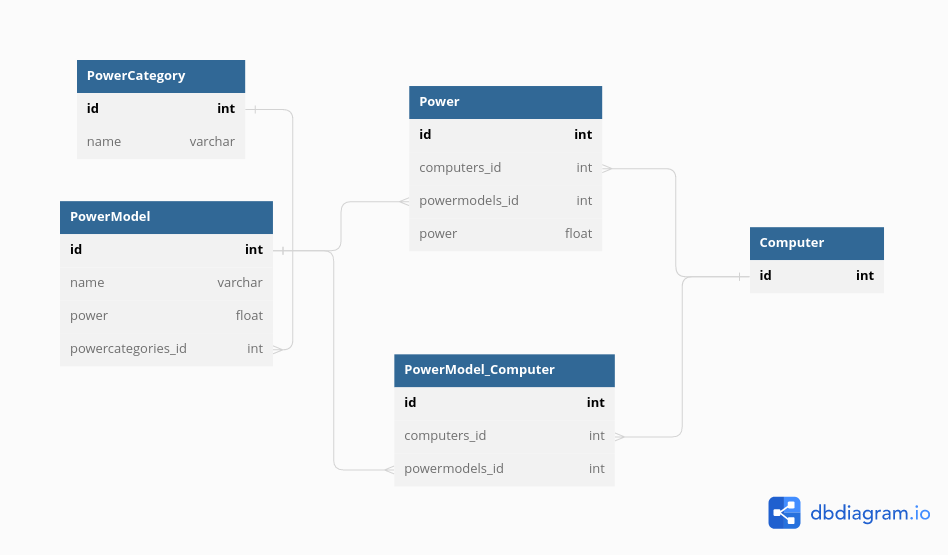 PowerCategory
id int
name varchar
PowerModel
id int
name varchar
power float
powercategories_id int
Power
id int
computers_id int
powermodels_id int
power float
PowerModel_Computer
id int
computers_id int
powermodels_id int
Computer
id int
dbdiagram.io